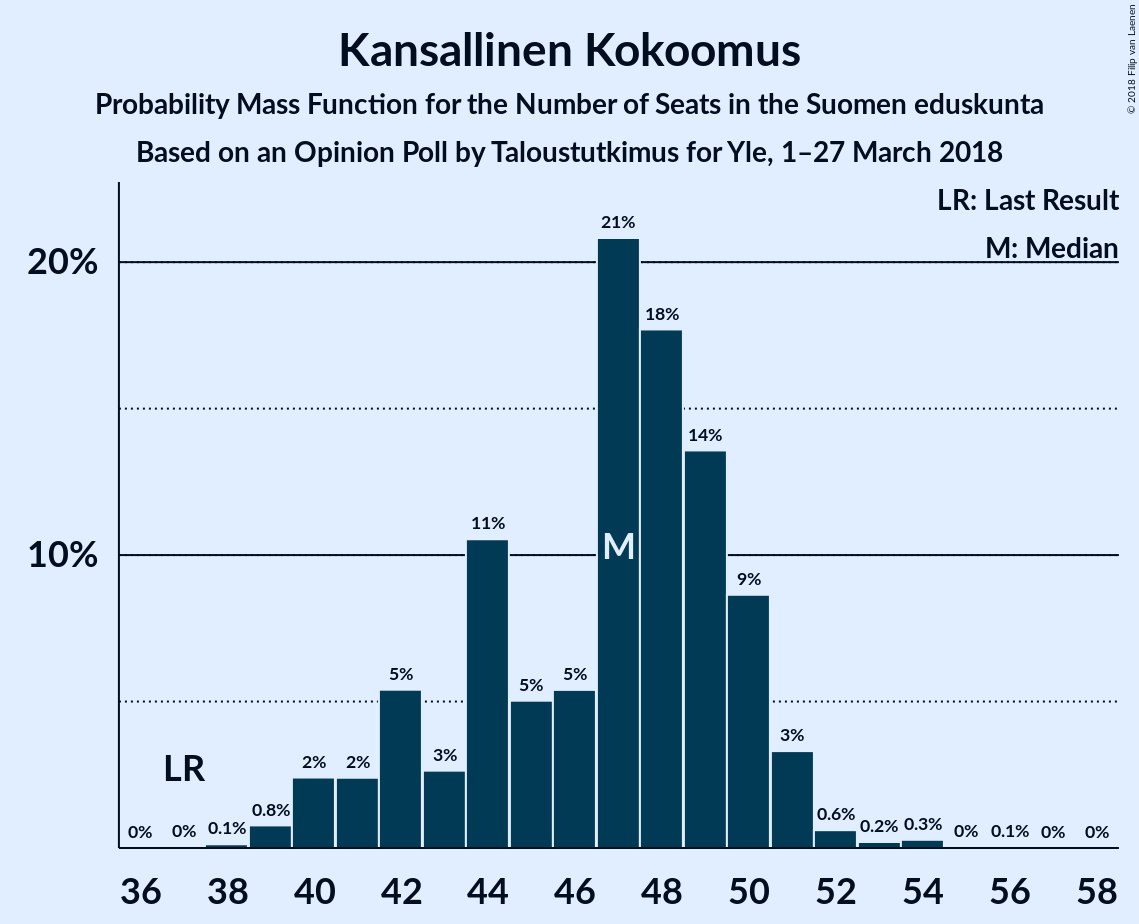 Kansallinen Kokoomus
Probability Mass Function for the Number of Seats in the Suomen eduskunta
Based on an Opinion Poll by Taloustutkimus for Yle, 1–27 March 2018
© 2018 Filip van Laenen
LR: Last Result
M: Median
20%
10%
LR
M
0%
0%
0.1%
0.8%
2%
2%
5%
3%
11%
5%
5%
21%
18%
14%
9%
3%
0.6%
0.2%
0.3%
0%
0.1%
0%
0%
36 38 40 42 44 46 48 50 52 54 56 58